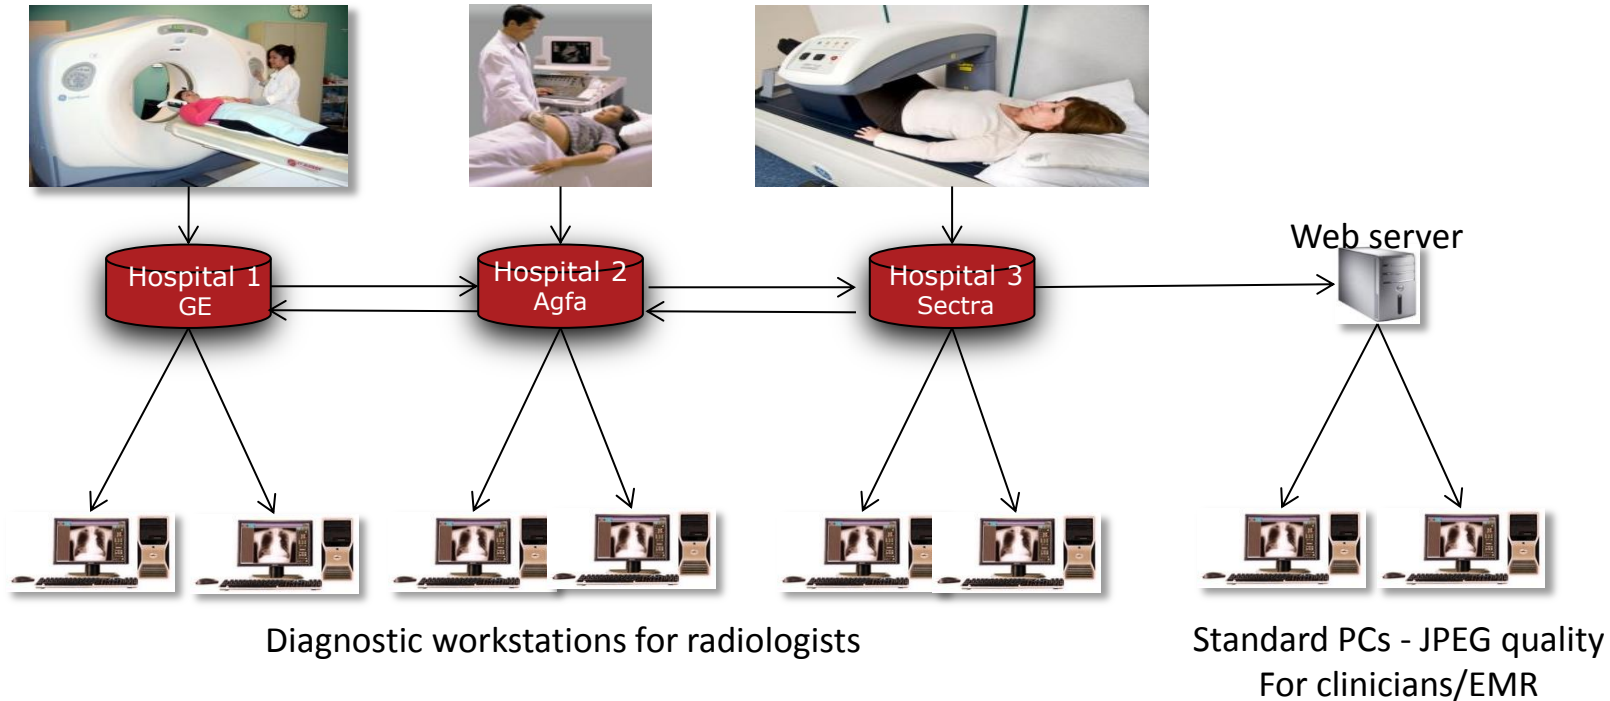 Web server
Hospital 1
GE
Hospital 2
Agfa
Hospital 3
Sectra
Diagnostic workstations for radiologists
Standard PCs - JPEG quality
For clinicians/EMR